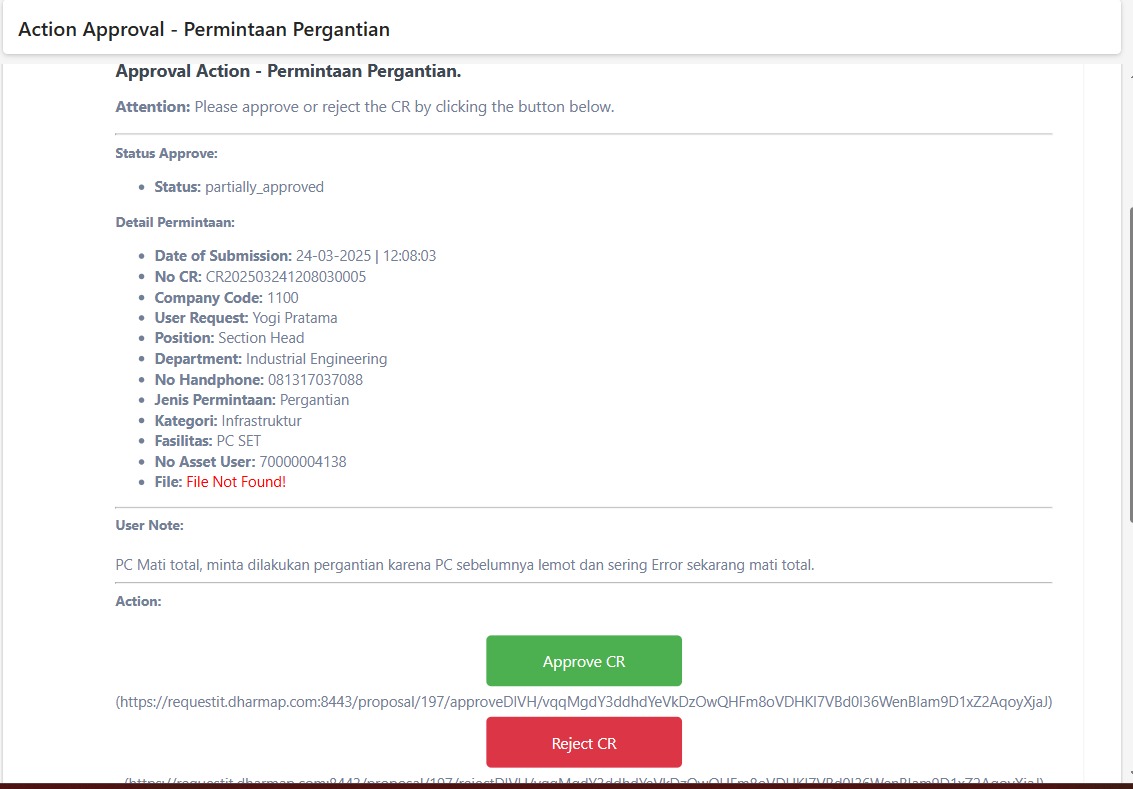 Action Approval - Permintaan Pergantian
Approval Action - Permintaan Pergantian.
Attention: Please approve or reject the CR by clicking the button below.
Status Approve:
Status: partially_approved
Detail Permintaan:
Date of Submission: 24-03-2025 | 12:08:03
No CR: CR202503241208030005
Company Code: 1100
User Request: Yogi Pratama
Position: Section Head
Department: Industrial Engineering
No Handphone: 081317037088
Jenis Permintaan: Pergantian
Kategori: Infrastruktur
Fasilitas: PC SET
No Asset User: 70000004138
File: File Not Found!
User Note:
PC Mati total, minta dilakukan pergantian karena PC sebelumnya lemot dan sering Error sekarang mati total.
Action:
Approve CR
(https://requestit.dharmap.com:8443/proposal/197/approveDIVH/vqqMgdY3ddhdYeVkDzOwQHFm8oVDHKI7VBd0I36WenBlam9D1xZ2AqoyXjaJ)
Reject CR